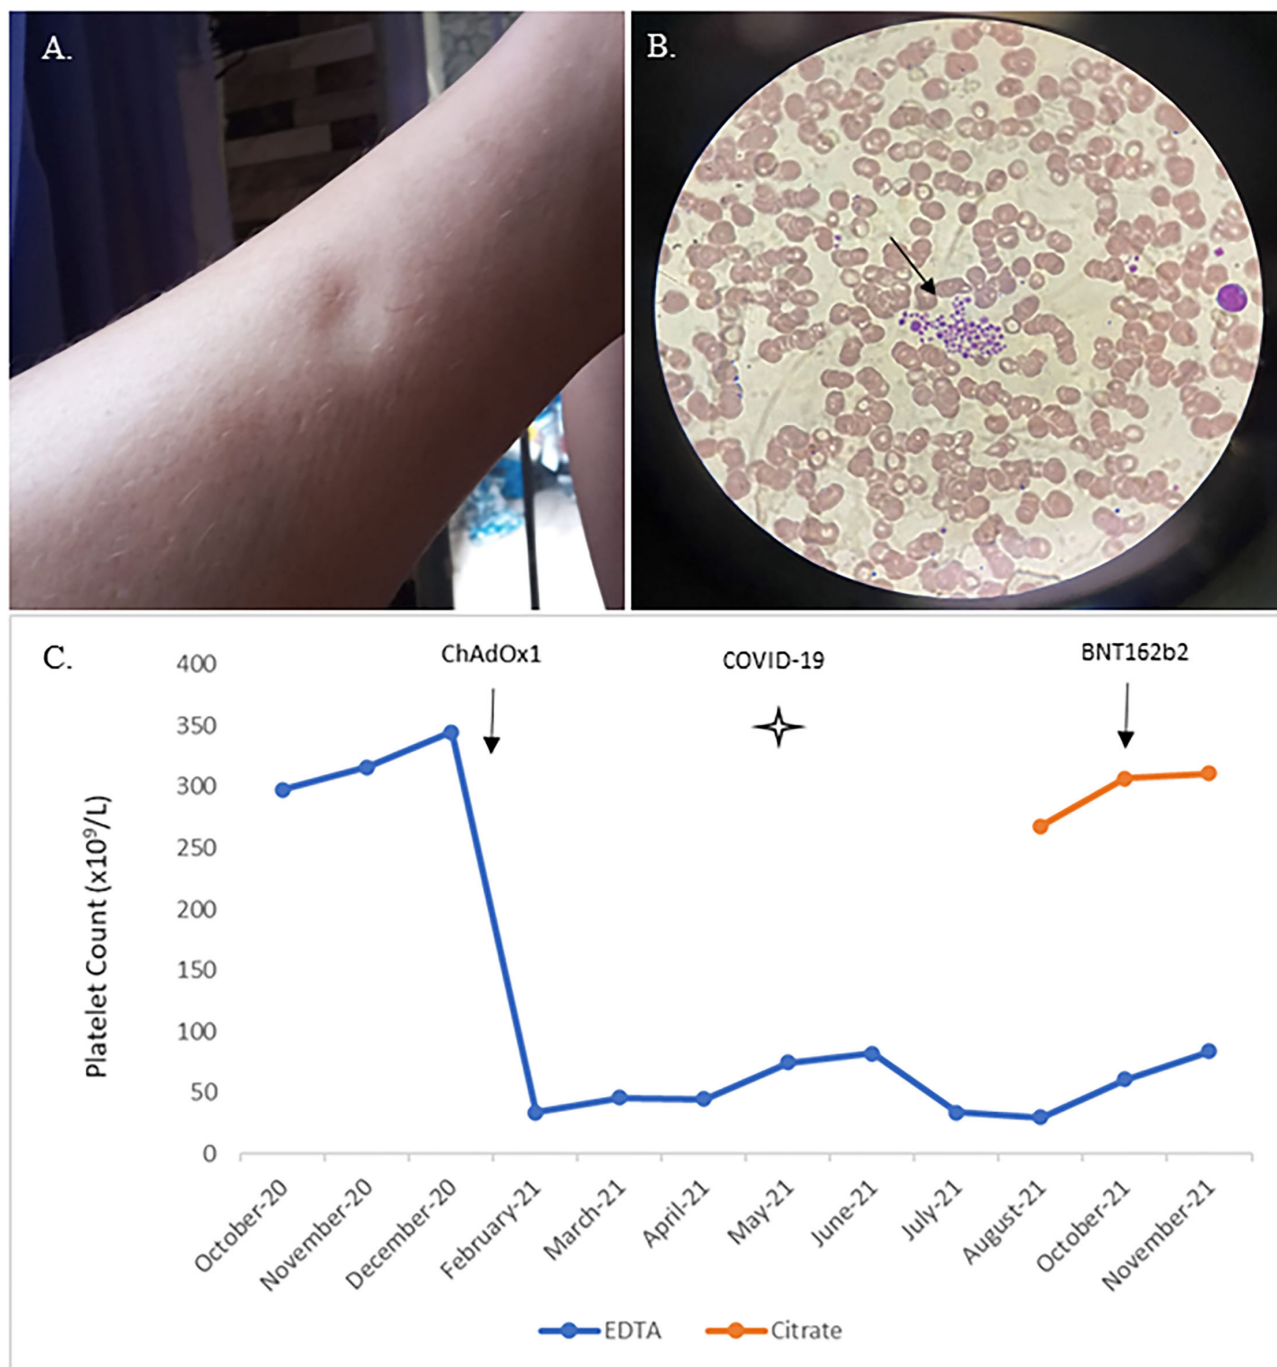 A.
B.
C.
ChAdOx1
COVID-19
BNT162b2
400
350
300
250
200
150
100
50
0
Platelet Count (x10⁹/L)
October-20
November-20
December-20
February-21
March-21
April-21
May-21
June-21
July-21
August-21
October-21
November-21
EDTA
Citrate